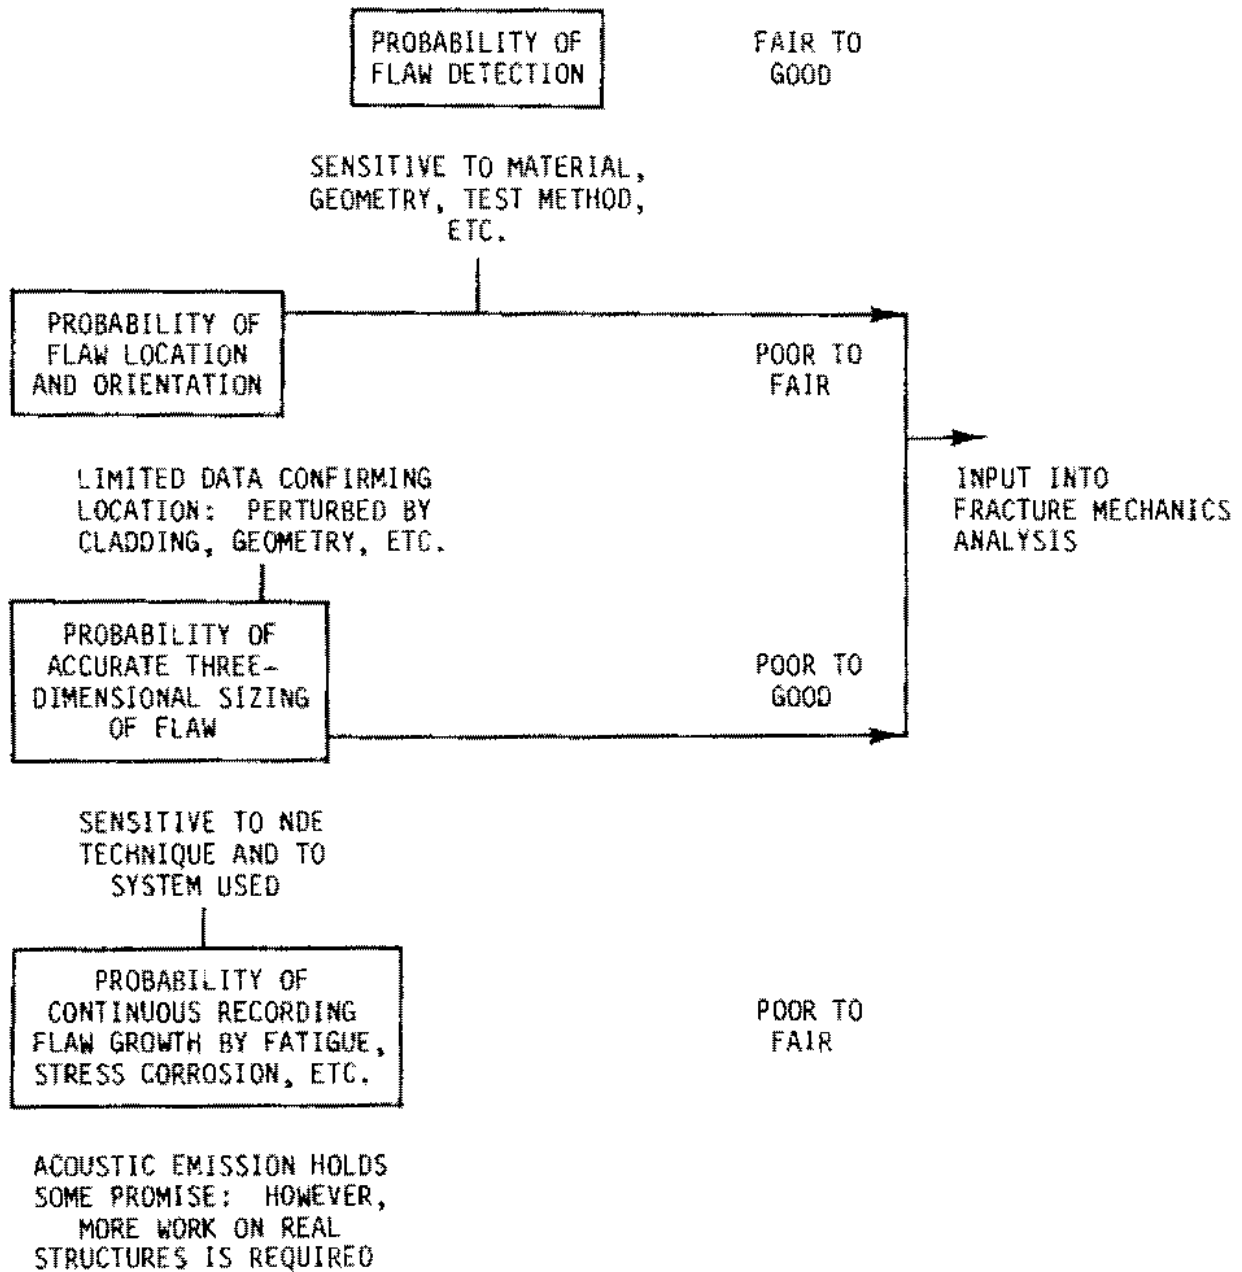 PROBABILITY OF
FLAW DETECTION
FAIR TO
GOOD
SENSITIVE TO MATERIAL,
GEOMETRY, TEST METHOD,
ETC.
PROBABILITY OF
FLAW LOCATION
AND ORIENTATION
POOR TO
FAIR
LIMITED DATA CONFIRMING
LOCATION: PERTURBED BY
CLADDING, GEOMETRY, ETC.
INPUT INTO
FRACTURE MECHANICS
ANALYSIS
PROBABILITY OF
ACCURATE THREE-
DIMENSIONAL SIZING
OF FLAW
POOR TO
GOOD
SENSITIVE TO NDE
TECHNIQUE AND TO
SYSTEM USED
PROBABILITY OF
CONTINUOUS RECORDING
FLAW GROWTH BY FATIGUE,
STRESS CORROSION, ETC.
POOR TO
FAIR
ACOUSTIC EMISSION HOLDS
SOME PROMISE: HOWEVER,
MORE WORK ON REAL
STRUCTURES IS REQUIRED